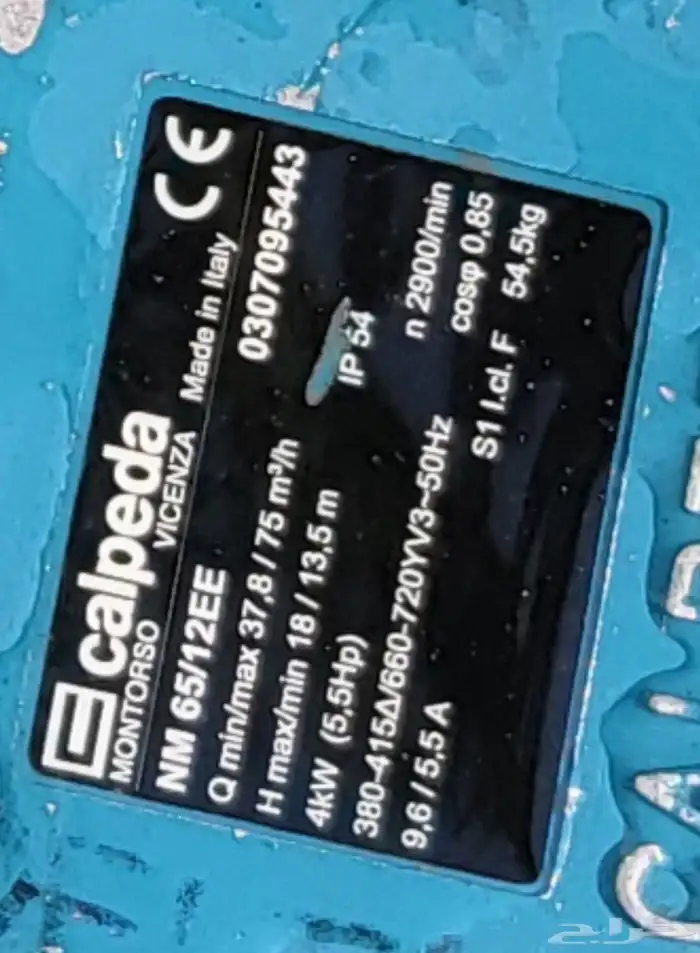 calpeda CE
MONTORSO VICENZA Made in Italy
NM 65/12EE 0307095443
Q min/max 37,8 / 75 m³/h
H max/min 18 / 13,5 m IP 54
4kW (5,5Hp) n 2900/min
380-415Δ/660-720YV3~50Hz cosφ 0,85
9,6 / 5,5 A S1 I.cl. F 54,5kg
حراج